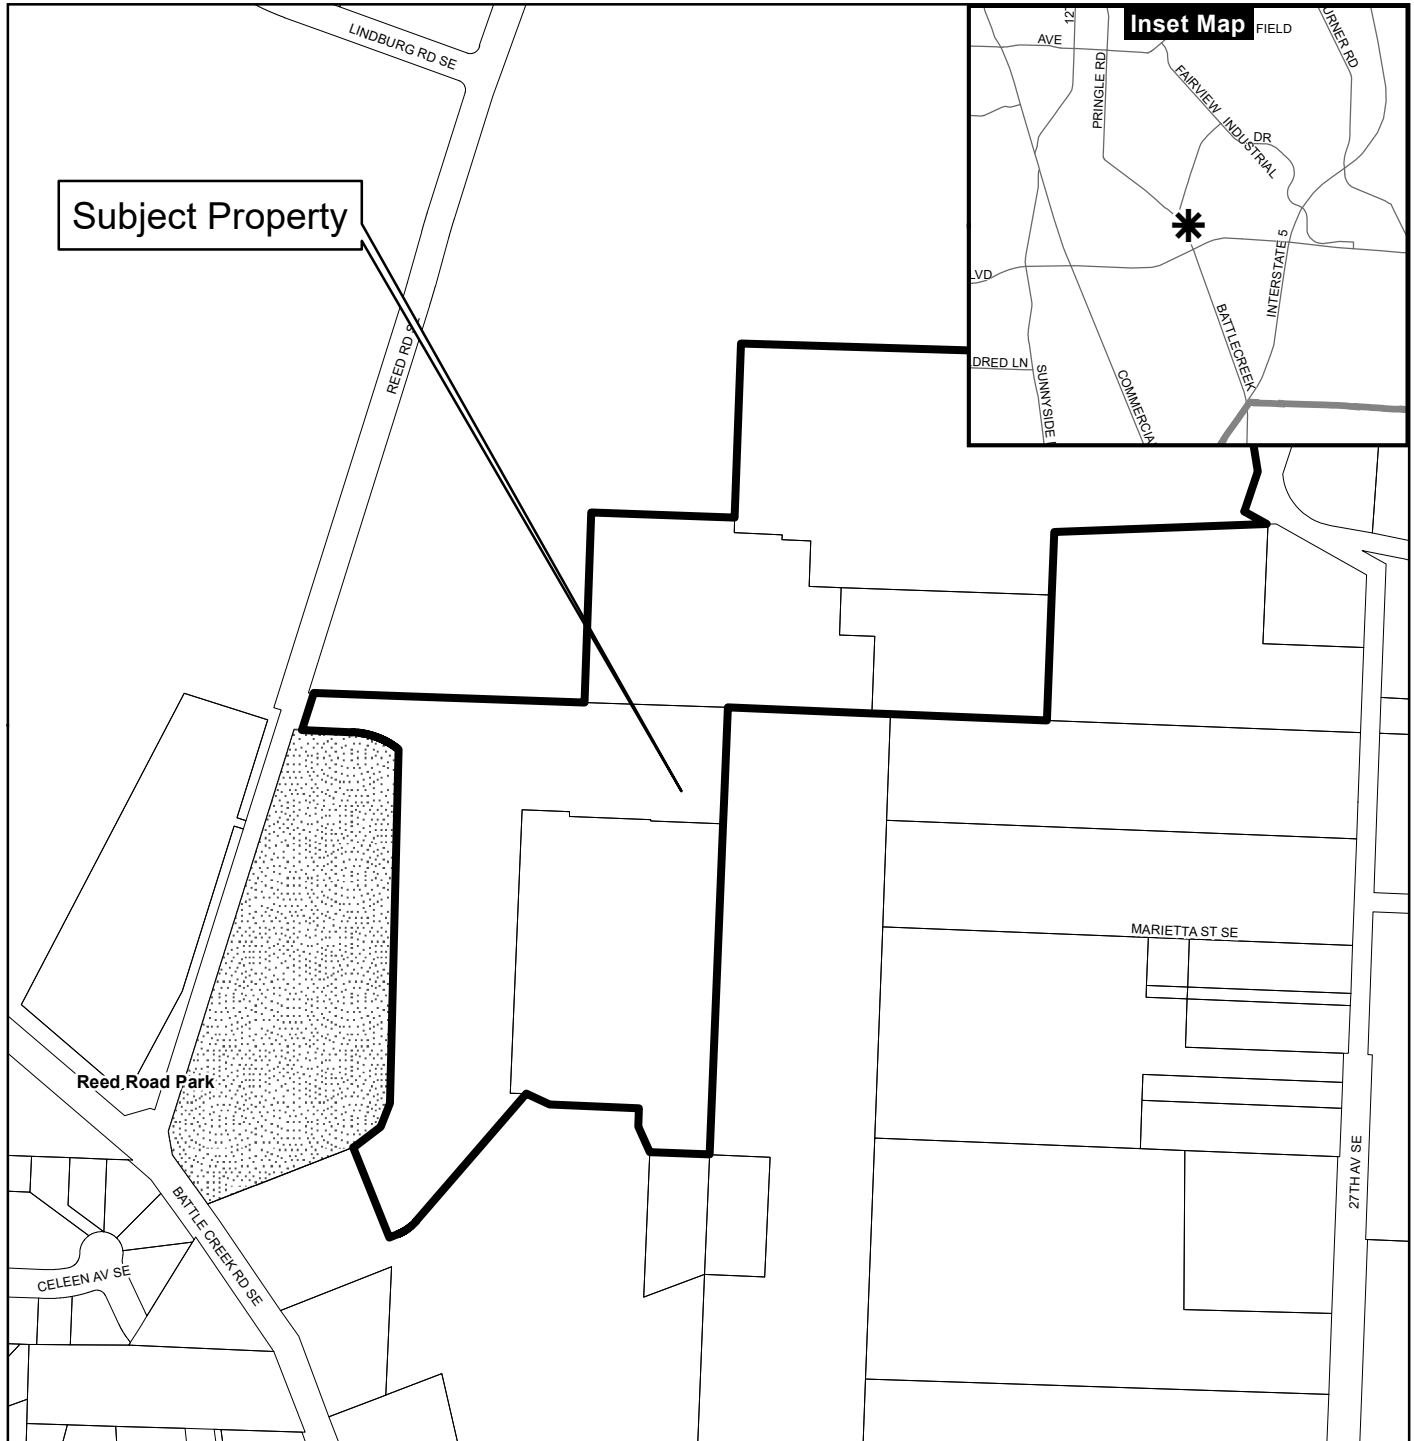 LINDBURG RD SE
Inset Map
FIELD
AVE
PRINGLE RD
FAIRVIEW INDUSTRIAL
DR
INTERSTATE 5
BATTLECREEK
DRED LN
SUNNYSIDE
COMMERCIA
LVD
URNER RD
12T
Subject Property
REED RD S
MARIETTA ST SE
Reed Road Park
BATTLE CREEK RD SE
CELEEN AV SE
27TH AV SE